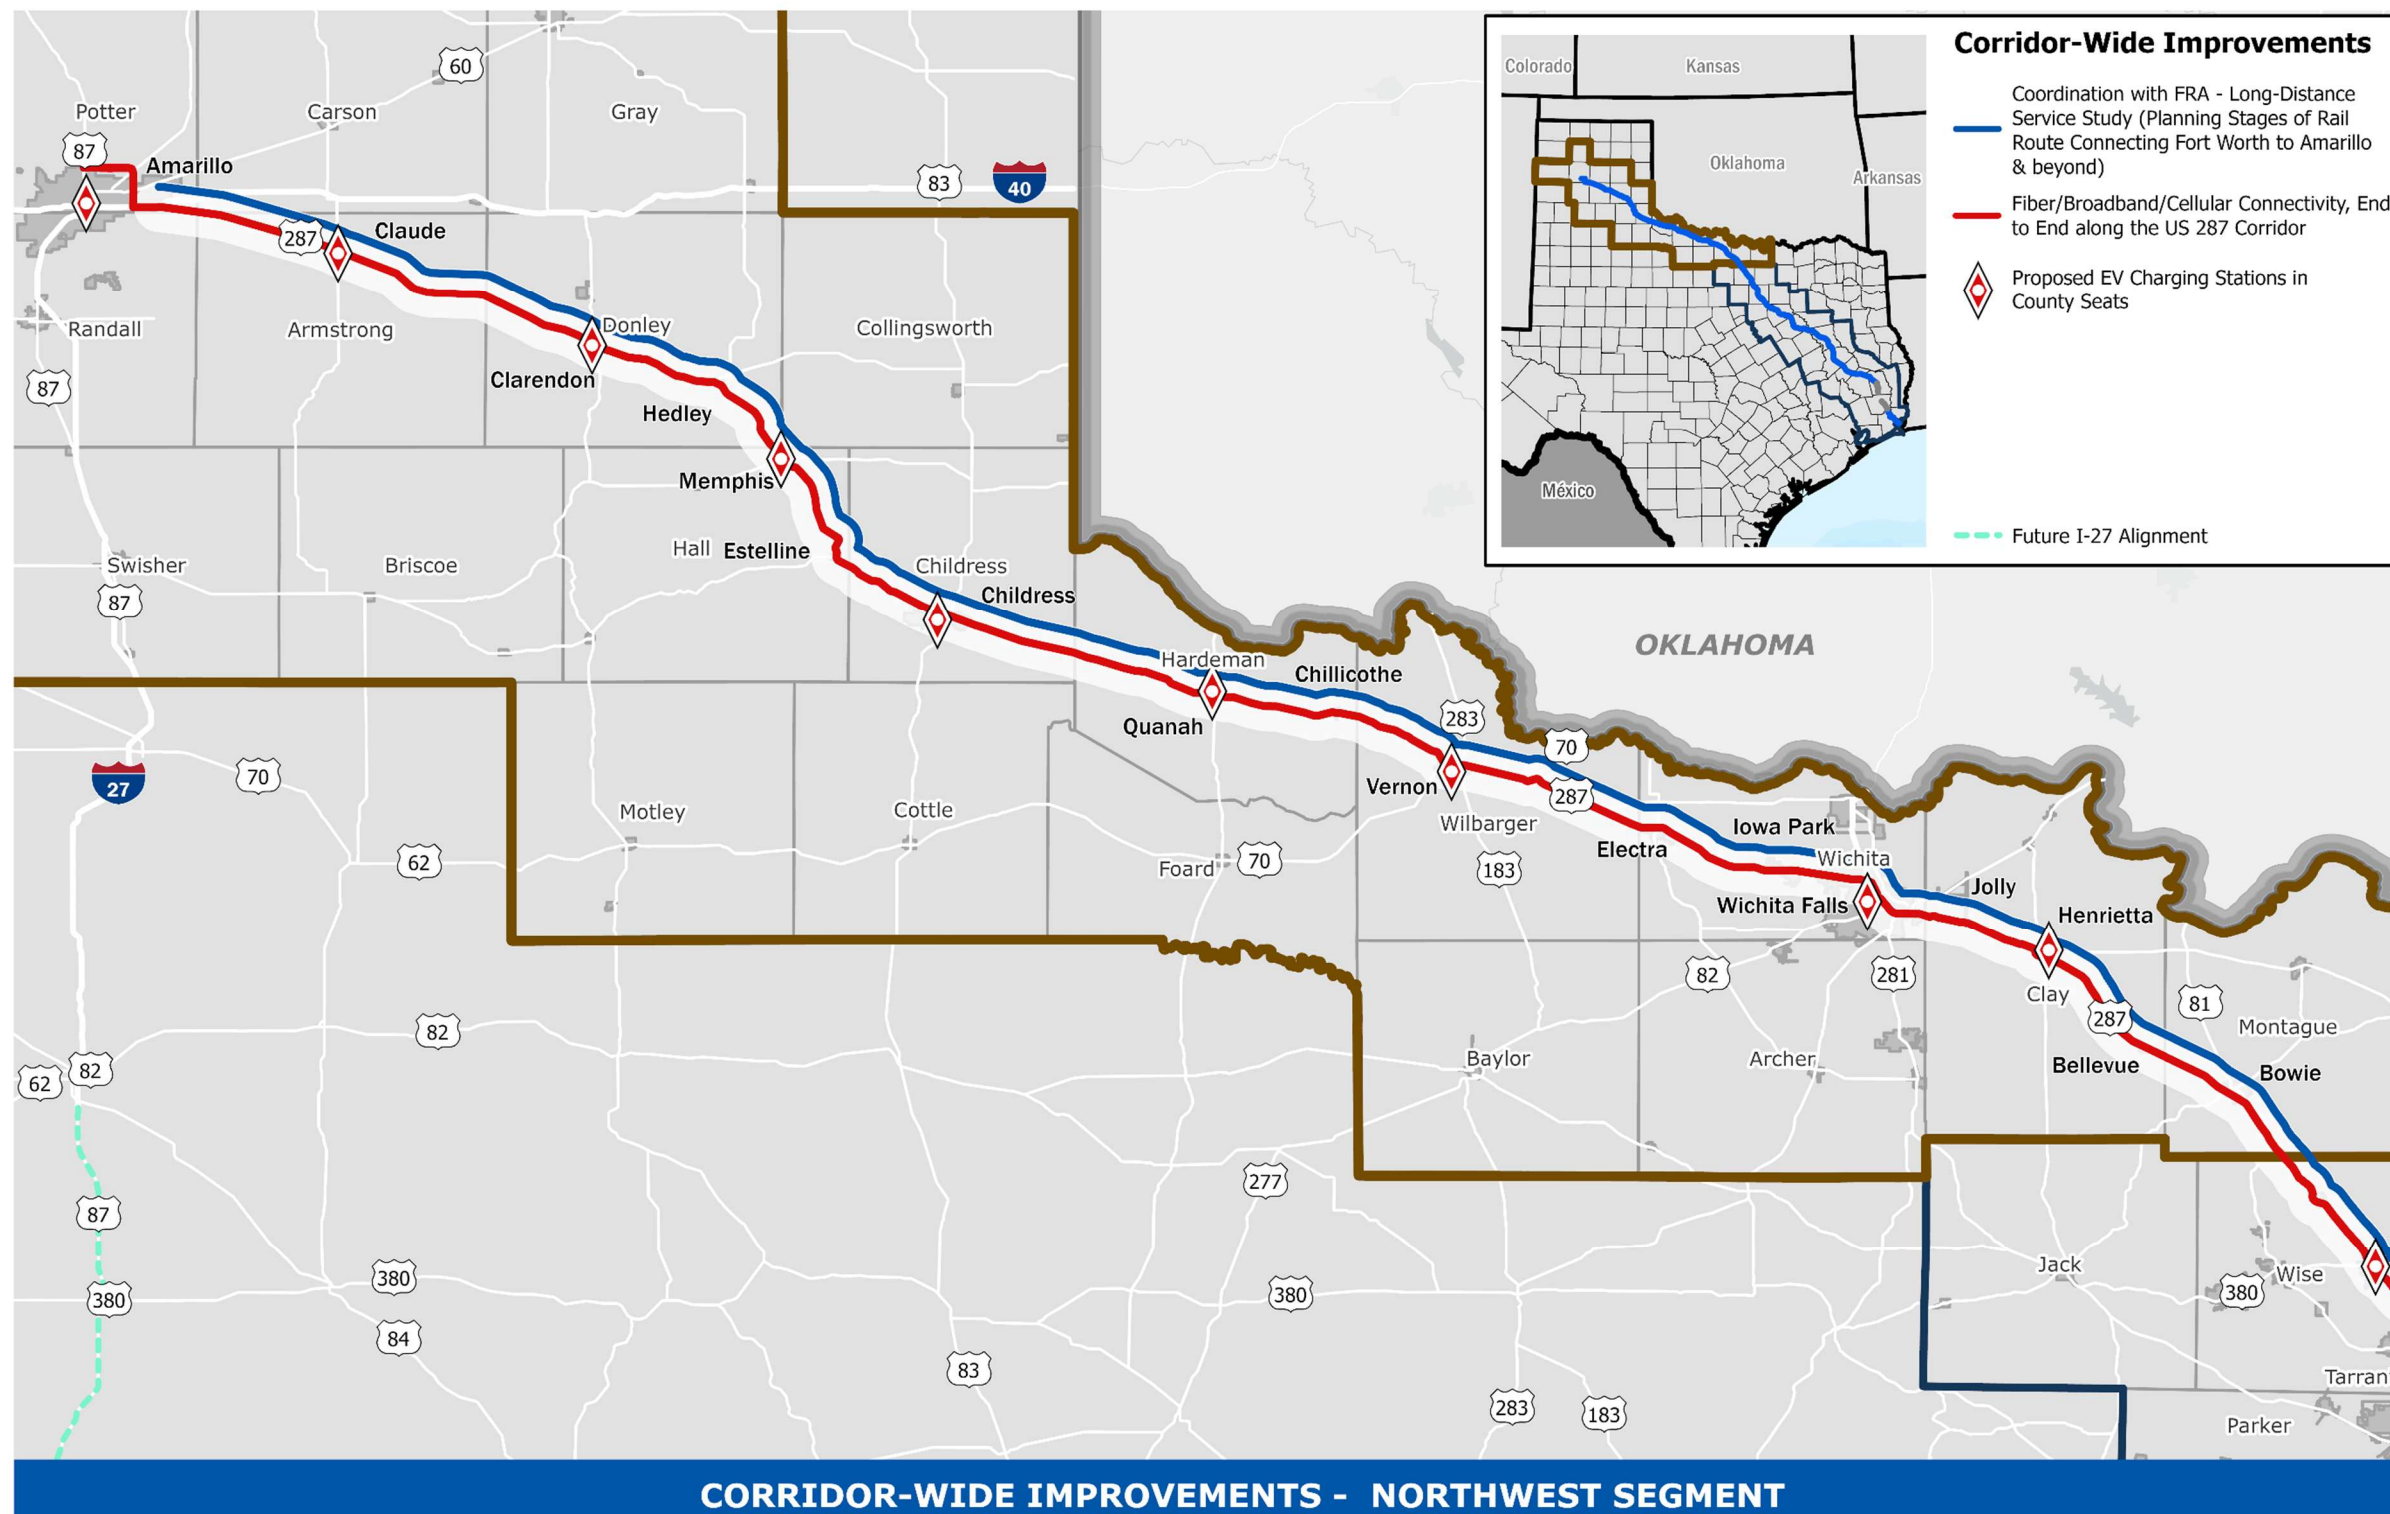 Corridor-Wide Improvements
Coordination with FRA - Long-Distance
Service Study (Planning Stages of Rail
Route Connecting Fort Worth to Amarillo
& beyond)
Fiber/Broadband/Cellular Connectivity, End
to End along the US 287 Corridor
Proposed EV Charging Stations in
County Seats
Future I-27 Alignment
Colorado
Kansas
Oklahoma
Arkansas
México
60
Potter
Carson
Gray
87
Amarillo
83
40
287
Claude
Randall
Armstrong
Donley
Collingsworth
87
Clarendon
Hedley
Memphis
Swisher
Briscoe
Hall
Estelline
Childress
Childress
87
OKLAHOMA
Hardeman
Chillicothe
Quanah
283
70
27
70
Vernon
287
Motley
Cottle
Wilbarger
Iowa Park
Electra
Wichita
62
Foard
70
183
Jolly
Wichita Falls
Henrietta
82
281
Clay
81
287
Montague
82
62
82
Baylor
Archer
Bellevue
Bowie
277
87
Jack
Wise
380
380
380
380
84
83
Tarran
283
183
Parker
CORRIDOR-WIDE IMPROVEMENTS - NORTHWEST SEGMENT